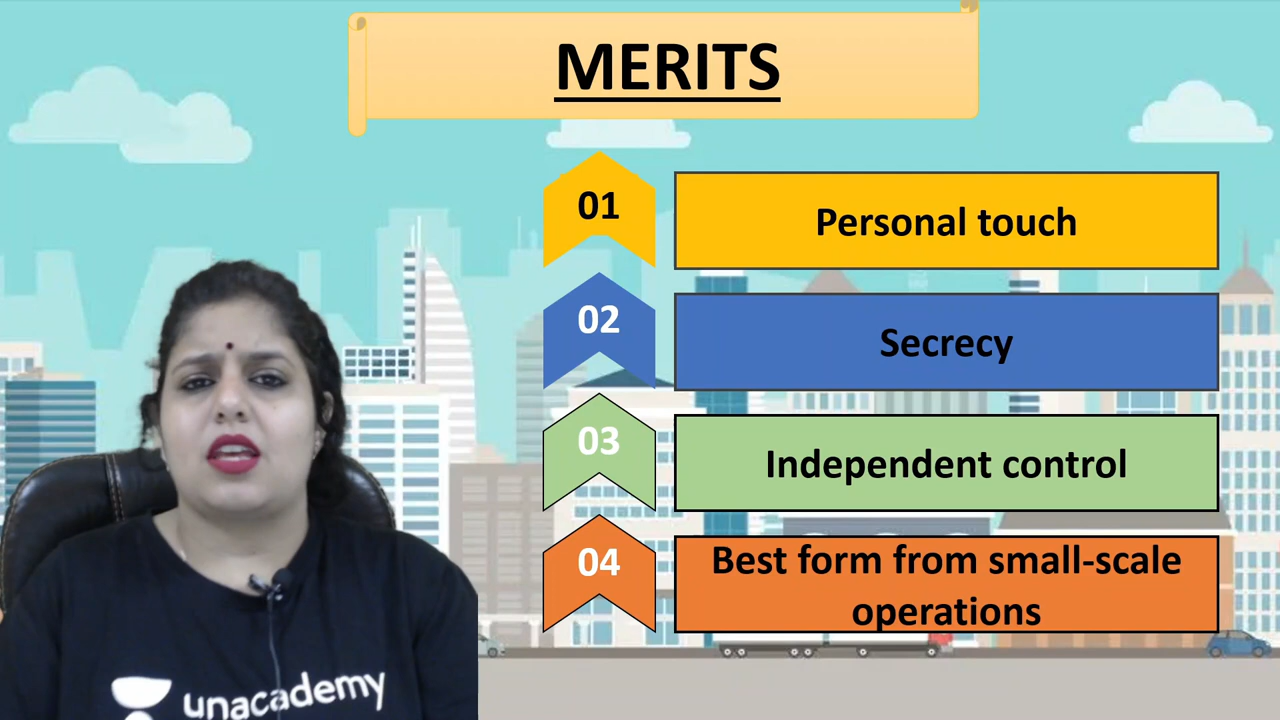 MERITS
01
Personal touch
02
Secrecy
03
Independent control
04
Best form from small-scale
operations
unacademy